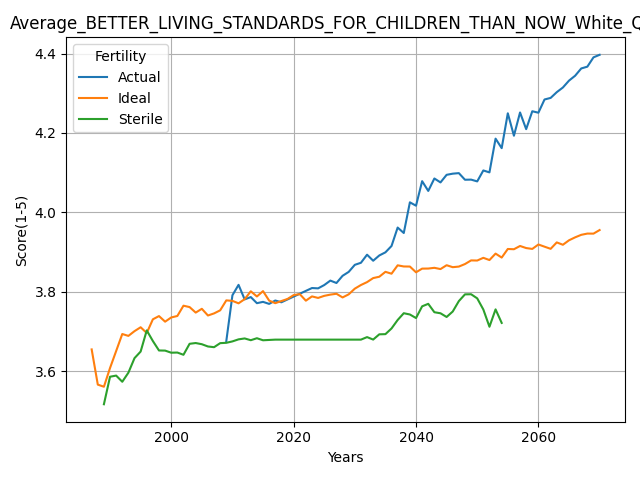 Average_BETTER_LIVING_STANDARDS_FOR_CHILDREN_THAN_NOW_White_Q
Fertility
Actual
Ideal
Sterile
4.4
4.2
4.0
3.8
3.6
Score(1-5)
2000 2020 2040 2060
Years